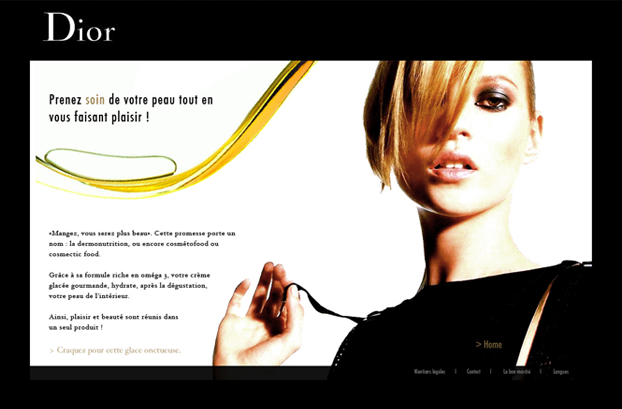 Dior
Prenez soin de votre peau tout en
vous faisant plaisir !
«Mangez, vous serez plus beau». Cette promesse porte un
nom : la dermonutrition, ou encore cosmétofood ou
cosmectic food.
Grâce à sa formule riche en oméga 3, votre crème
glacée gourmande, hydrate, après la dégustation,
votre peau de l'intérieur.
Ainsi, plaisir et beauté sont réunis dans
un seul produit !
> Craquez pour cette glace onctueuse.
> Home
Mentions légales | Contact | Le bon marché | Langues